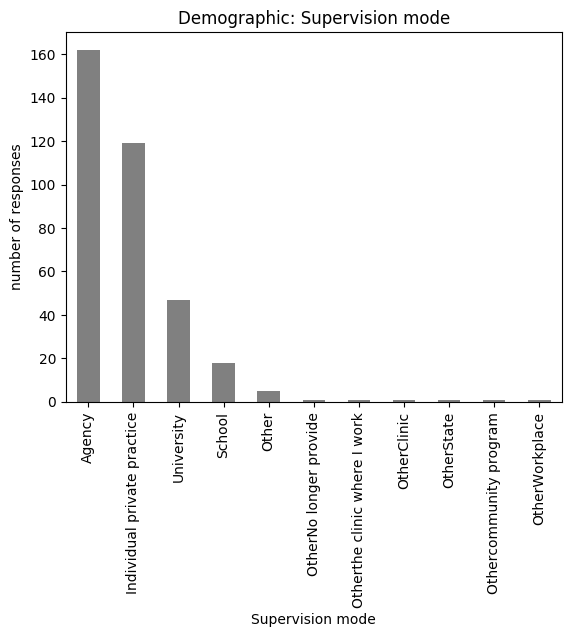 Demographic: Supervision mode
number of responses
160
140
120
100
80
60
40
20
0
Agency
Individual private practice
University
School
Other
OtherNo longer provide
Otherthe clinic where I work
OtherClinic
OtherState
Othercommunity program
OtherWorkplace
Supervision mode